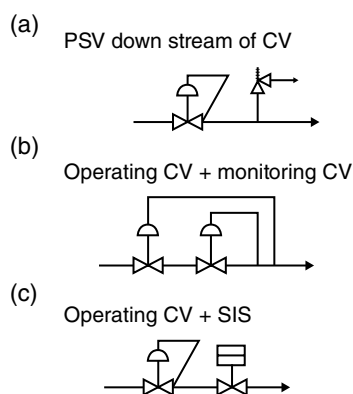 (a)
PSV down stream of CV
(b)
Operating CV + monitoring CV
(c)
Operating CV + SIS